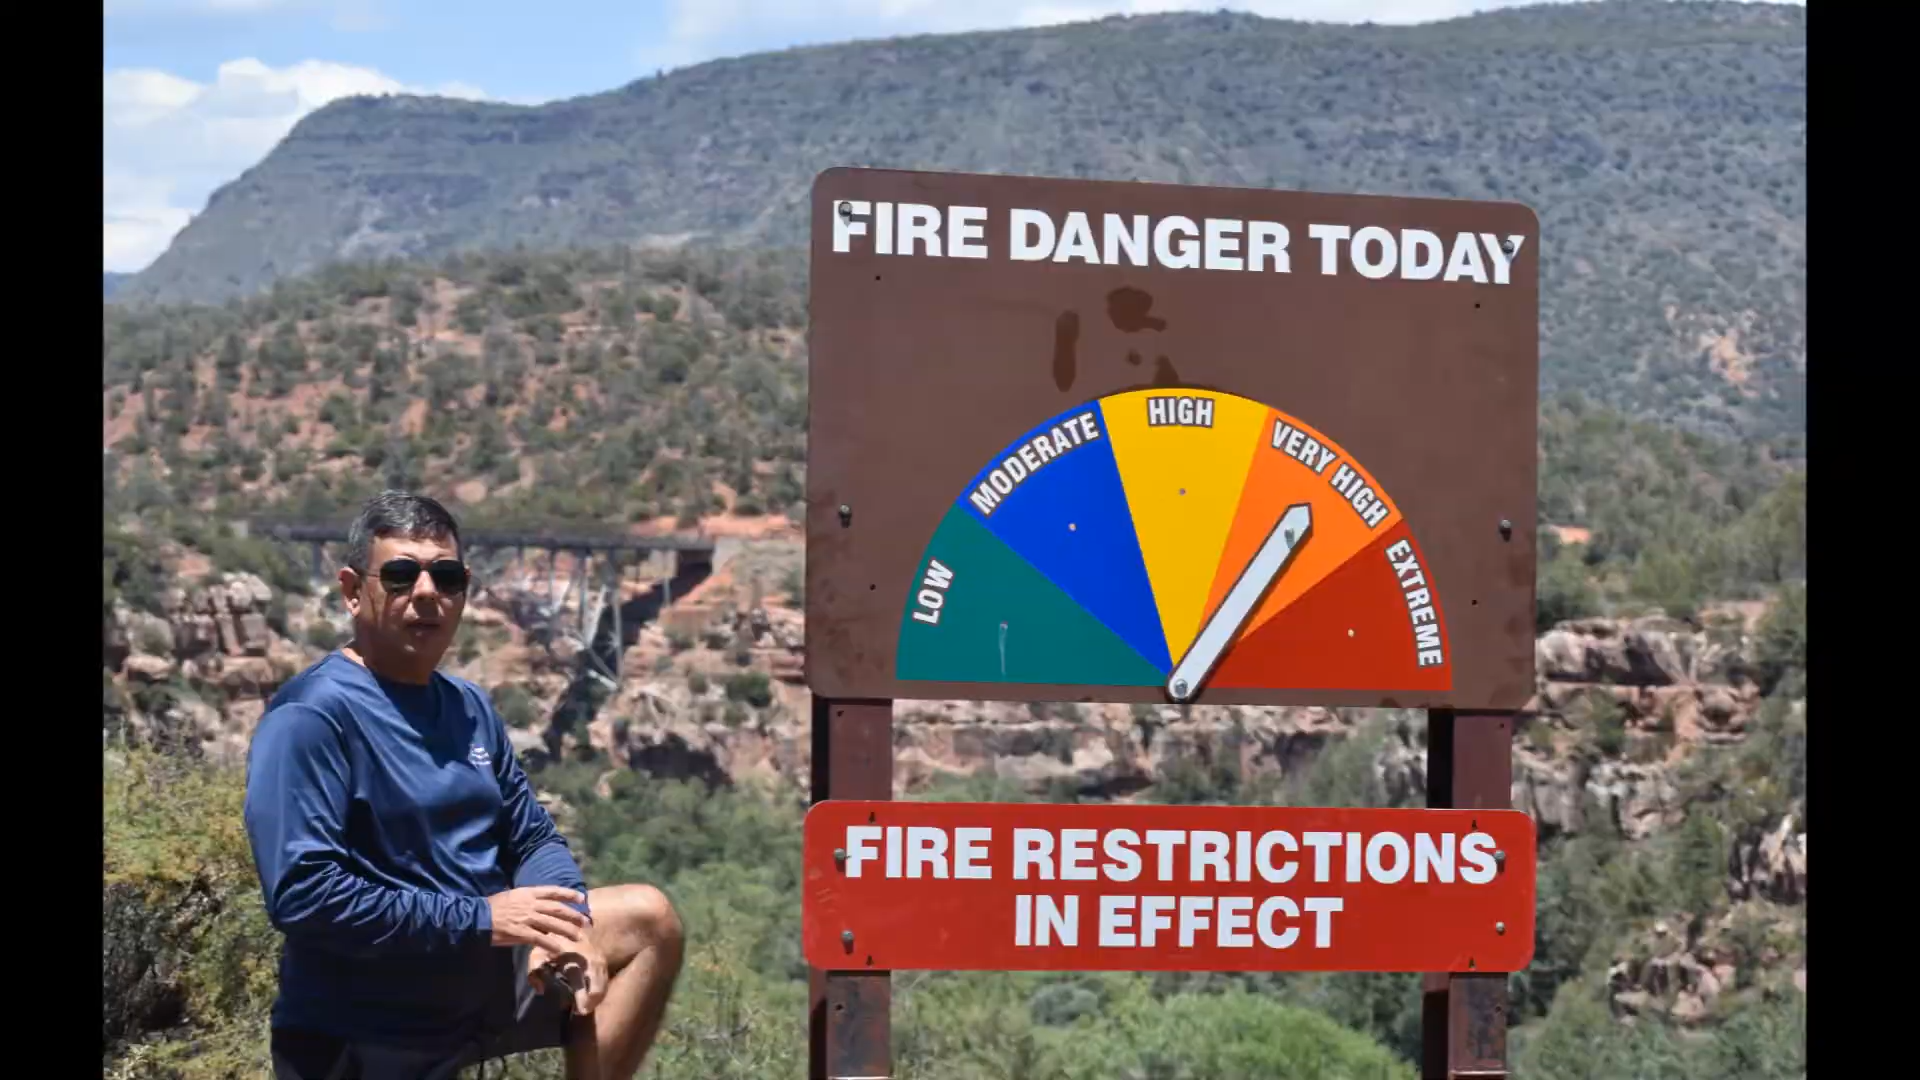 FIRE DANGER TODAY
LOW
MODERATE
HIGH
VERY HIGH
EXTREME
FIRE RESTRICTIONS
IN EFFECT